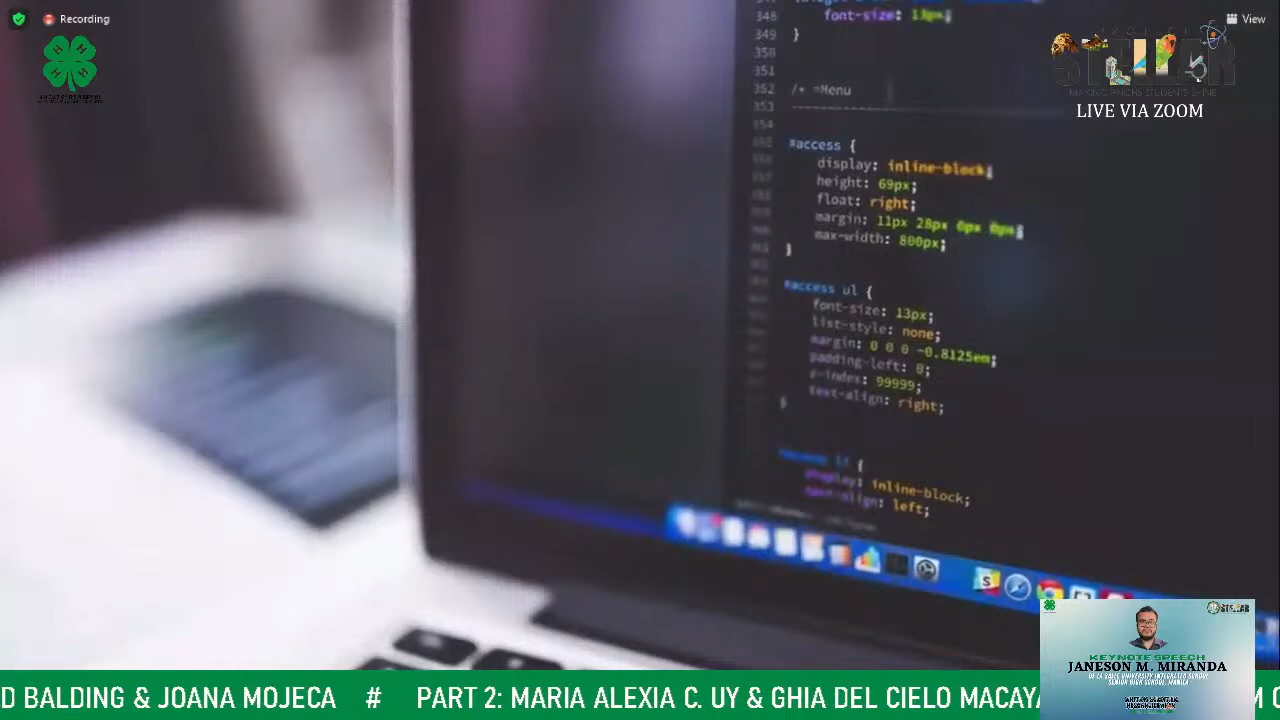 Recording
View
LIVE VIA ZOOM
348 font-size: 13px;
349 }
350
351
352 /* =Menu
353
#access {
display: inline-block;
height: 69px;
float: right;
margin: 11px 28px 0px 0px;
max-width: 800px;
}
#access ul {
font-size: 13px;
list-style: none;
margin: 0 0 0 -0.8125em;
padding-left: 0;
z-index: 99999;
text-align: right;
}
display: inline-block;
text-align: left;
KEYNOTE SPEECH
JANESON M. MIRANDA
D BALDING & JOANA MOJECA # PART 2: MARIA ALEXIA C. UY & GHIA DEL CIELO MACAYA